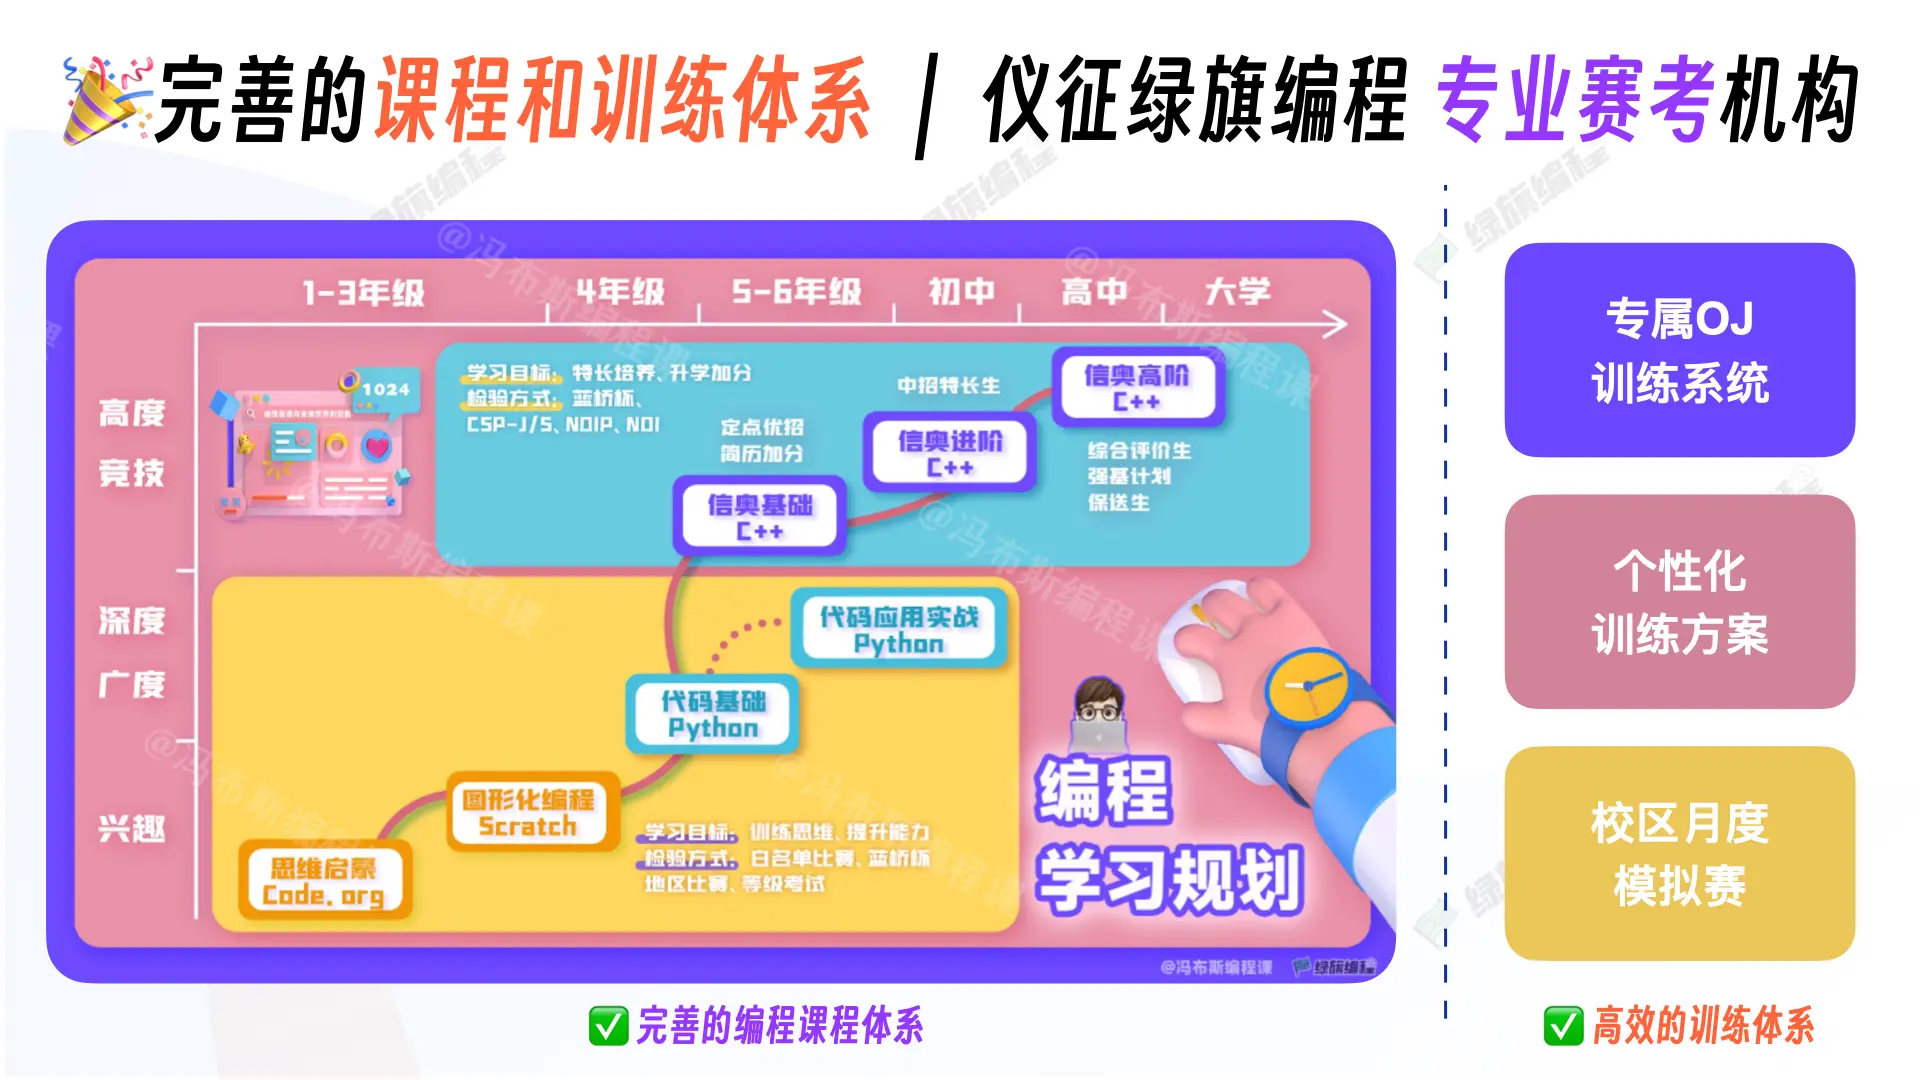 完善的课程和训练体系 | 仪征绿旗编程 专业赛考机构
1-3年级 4年级 5-6年级 初中 高中 大学
高度
竞技
深度
广度
兴趣
1024
学习目标: 特长培养、升学加分
检验方式: 蓝桥杯、
CSP-J/S、NOIP、NOI
定点优招
简历加分
中招特长生
信奥高阶
C++
信奥进阶
C++
信奥基础
C++
综合评价生
强基计划
保送生
代码应用实战
Python
代码基础
Python
图形化编程
Scratch
思维启蒙
Code.org
学习目标: 训练思维、提升能力
检验方式: 白名单比赛、蓝桥杯
地区比赛、等级考试
编程
学习规划
@冯布斯编程课 绿旗编程
专属OJ
训练系统
个性化
训练方案
校区月度
模拟赛
完善的编程课程体系
高效的训练体系